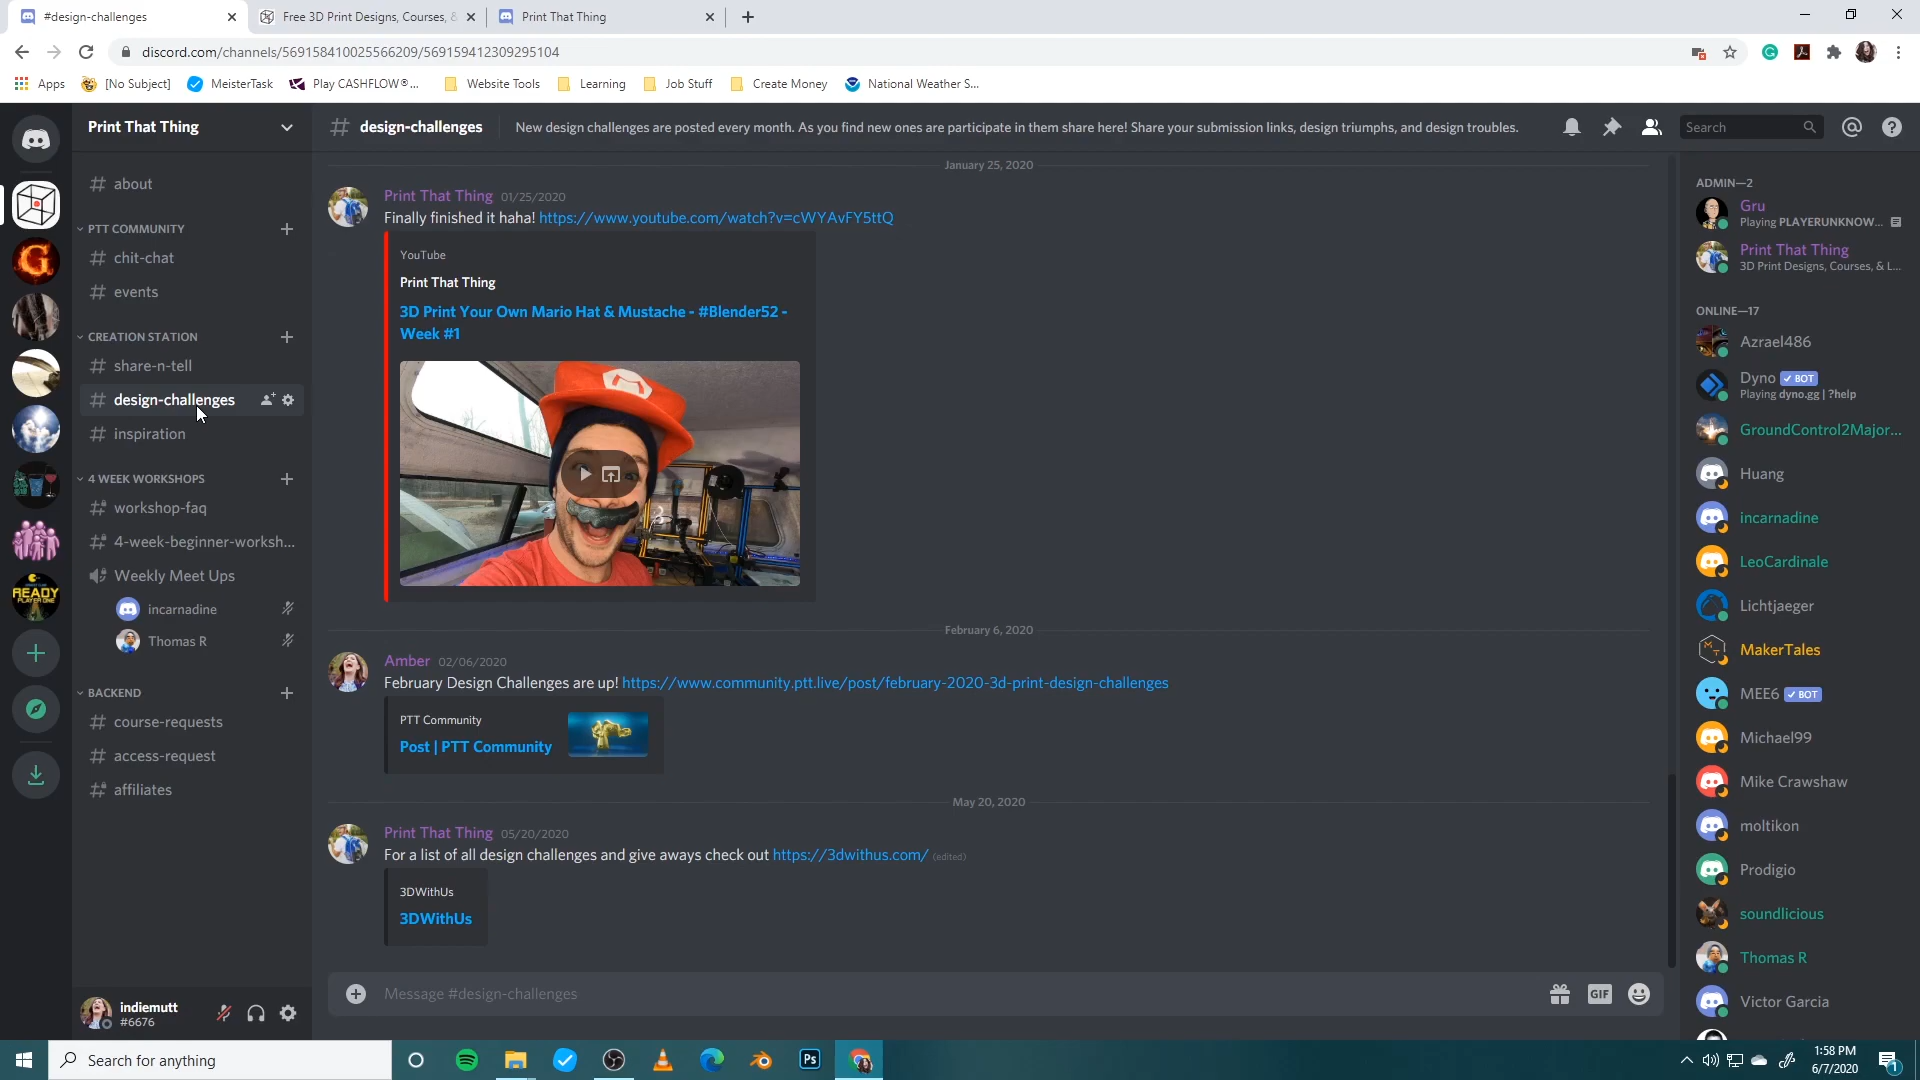 #design-challenges
Free 3D Print Designs, Courses, &
Print That Thing
discord.com/channels/569158410025566209/569159412309295104
Apps
[No Subject]
MeisterTask
Play CASHFLOW®...
Website Tools
Learning
Job Stuff
Create Money
National Weather S...
Print That Thing
design-challenges
New design challenges are posted every month. As you find new ones are participate in them share here! Share your submission links, design triumphs, and design troubles.
Search
about
PTT COMMUNITY
chit-chat
events
CREATION STATION
share-n-tell
design-challenges
inspiration
4 WEEK WORKSHOPS
workshop-faq
4-week-beginner-worksh...
Weekly Meet Ups
incarnadine
Thomas R
BACKEND
course-requests
access-request
affiliates
READY
PLAYER ONE
indiemutt
#6676
January 25, 2020
Print That Thing 01/25/2020
Finally finished it haha! https://www.youtube.com/watch?v=cWYAvFY5ttQ
YouTube
Print That Thing
3D Print Your Own Mario Hat & Mustache - #Blender52 -
Week #1
February 6, 2020
Amber 02/06/2020
February Design Challenges are up! https://www.community.ptt.live/post/february-2020-3d-print-design-challenges
PTT Community
Post | PTT Community
May 20, 2020
Print That Thing 05/20/2020
For a list of all design challenges and give aways check out https://3dwithus.com/ (edited)
3DWithUs
3DWithUs
Message #design-challenges
GIF
ADMIN—2
Gru
Playing PLAYERUNKNOW...
Print That Thing
3D Print Designs, Courses, & L...
ONLINE—17
Azrael486
Dyno BOT
Playing dyno.gg | ?help
GroundControl2Major...
Huang
incarnadine
LeoCardinale
Lichtjaeger
MakerTales
MEE6 BOT
Michael99
Mike Crawshaw
moltikon
Prodigio
soundlicious
Thomas R
Victor Garcia
Search for anything
Ps
1:58 PM
6/7/2020
1